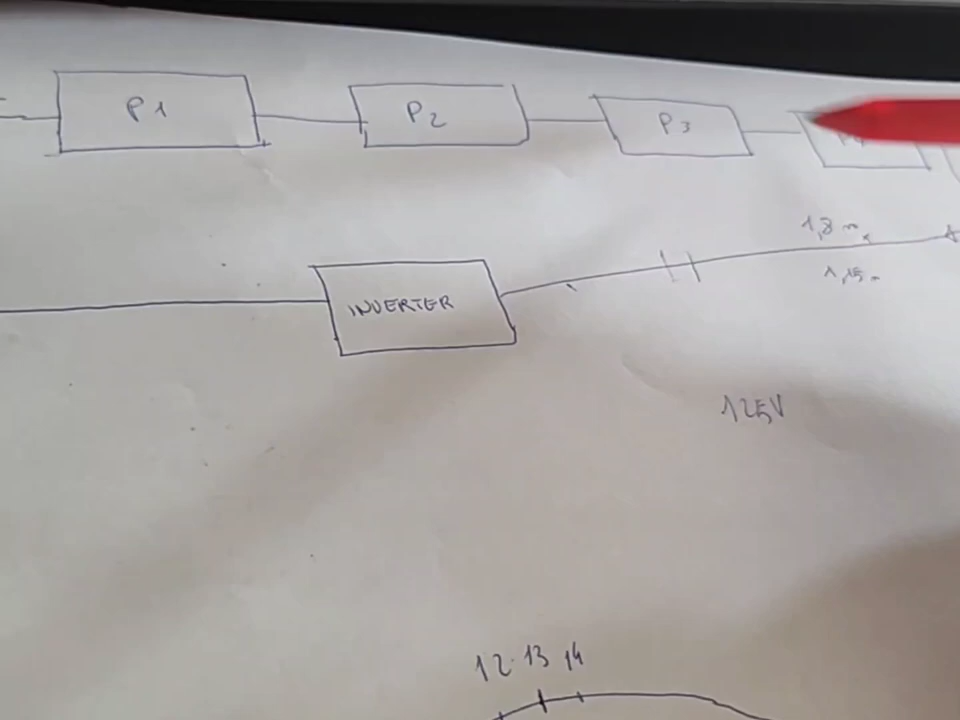 P1 P2 P3
1,8 m
1,15 m
INVERTER
125V
12 13 14